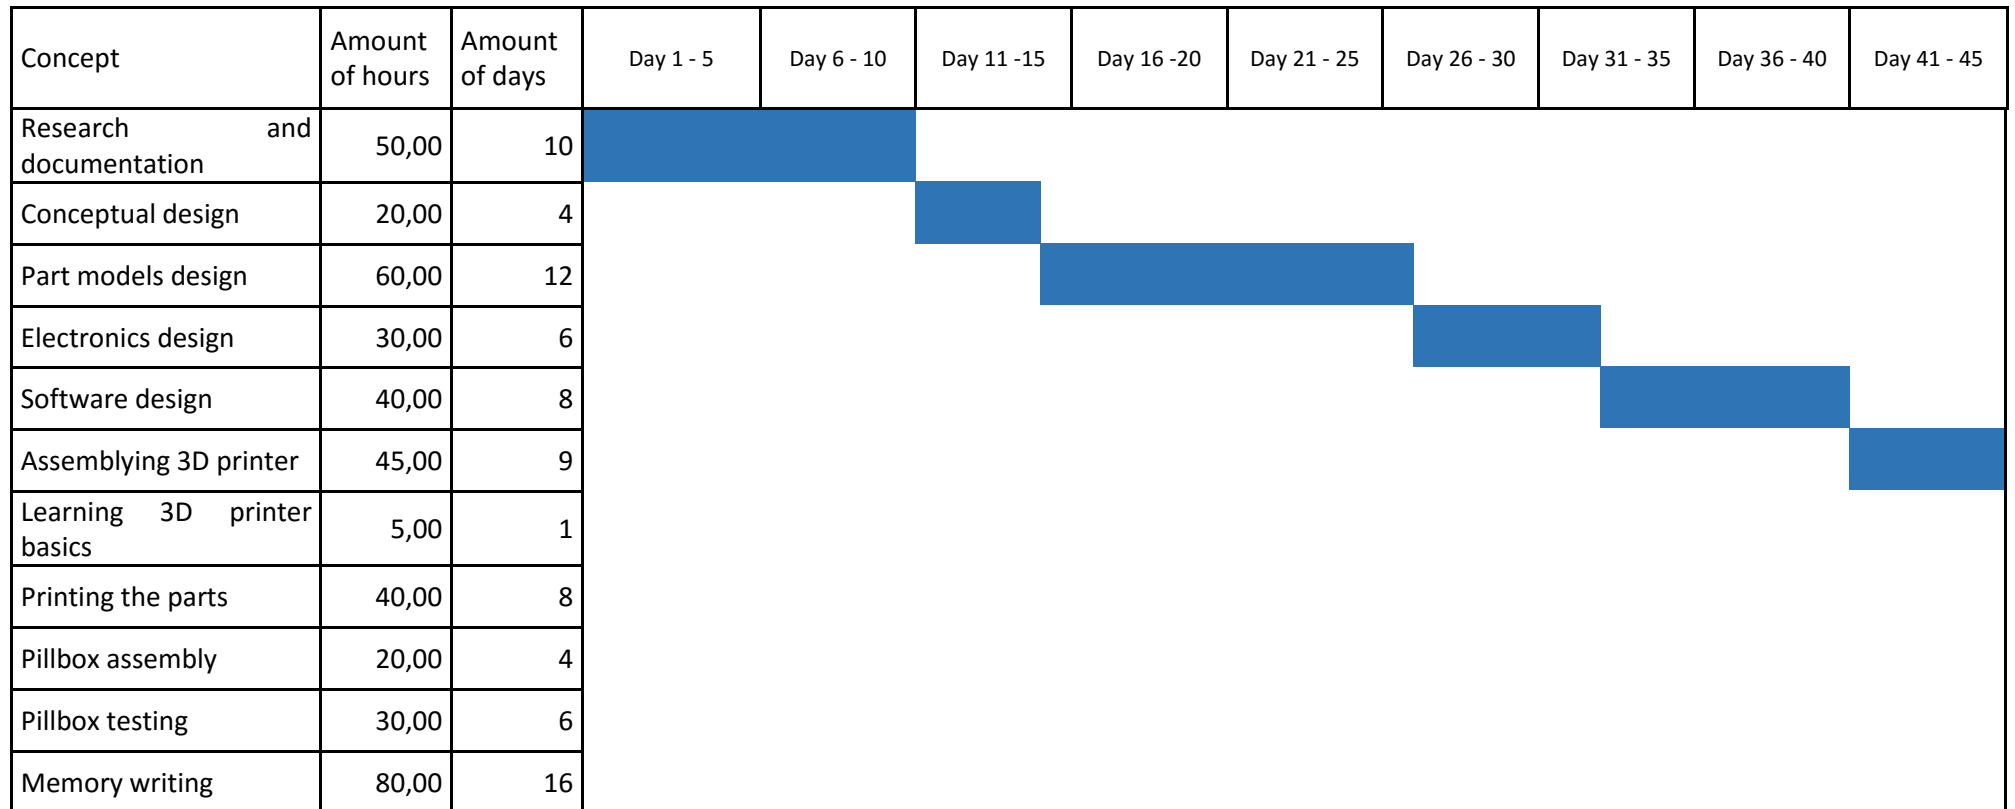 Concept Amount of hours Amount of days Day 1 - 5 Day 6 - 10 Day 11 -15 Day 16 -20 Day 21 - 25 Day 26 - 30 Day 31 - 35 Day 36 - 40 Day 41 - 45
Research and documentation 50,00 10
Conceptual design 20,00 4
Part models design 60,00 12
Electronics design 30,00 6
Software design 40,00 8
Assemblying 3D printer 45,00 9
Learning 3D printer basics 5,00 1
Printing the parts 40,00 8
Pillbox assembly 20,00 4
Pillbox testing 30,00 6
Memory writing 80,00 16